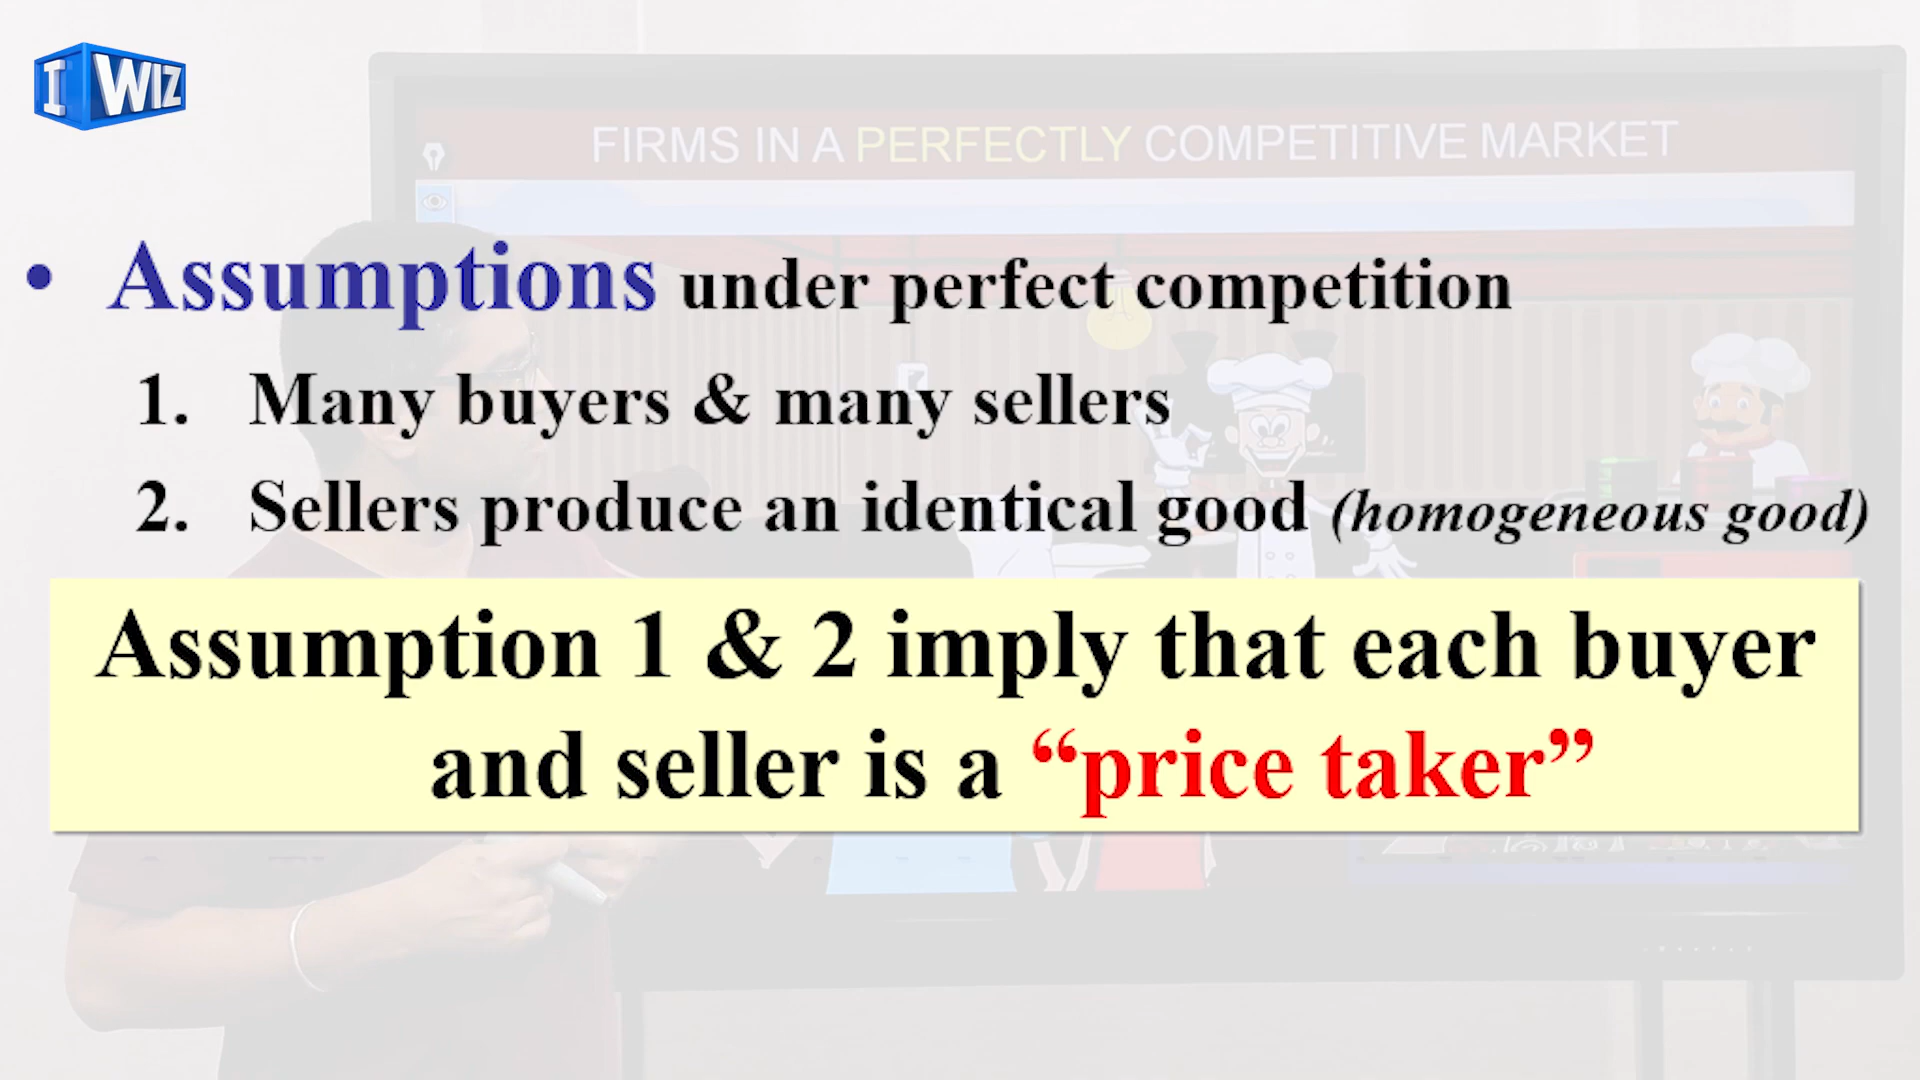 I WIZ
FIRMS IN A PERFECTLY COMPETITIVE MARKET
• Assumptions under perfect competition
1. Many buyers & many sellers
2. Sellers produce an identical good (homogeneous good)
Assumption 1 & 2 imply that each buyer
and seller is a “price taker”